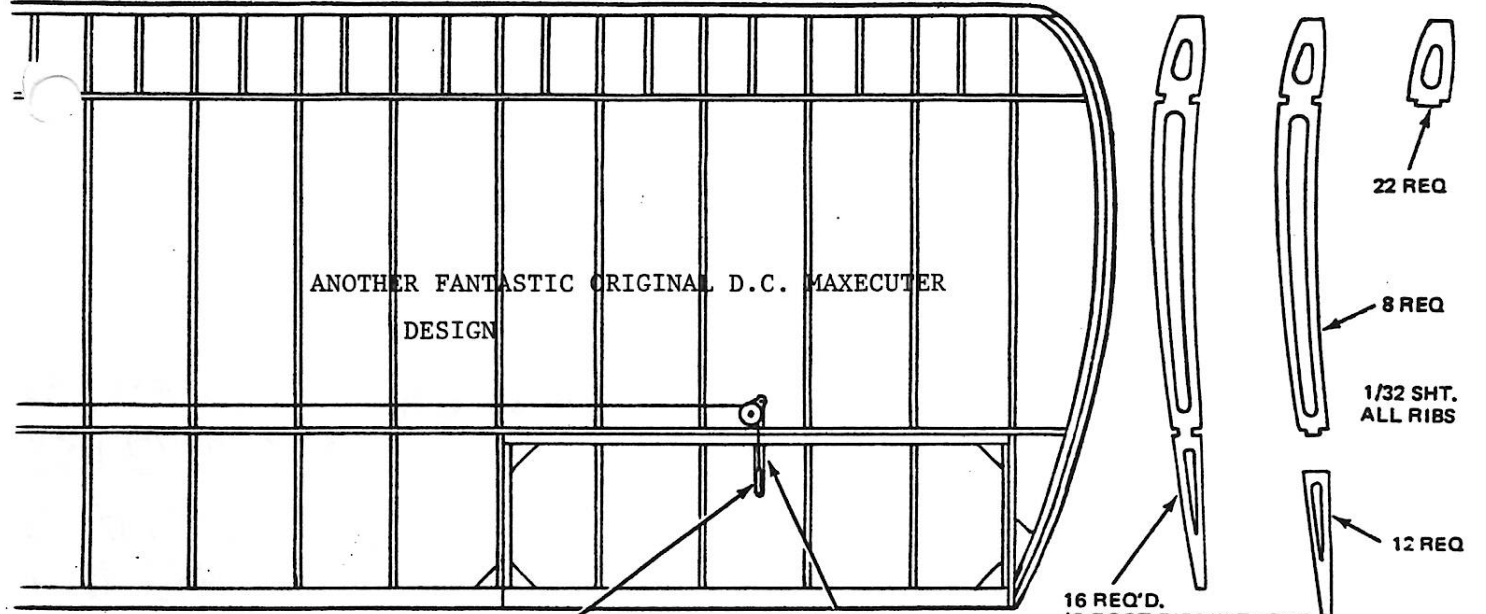 ANOTHER FANTASTIC ORIGINAL D.C. MAXECUTER
DESIGN
22 REQ
8 REQ
1/32 SHT.
ALL RIBS
12 REQ
16 REQ'D.